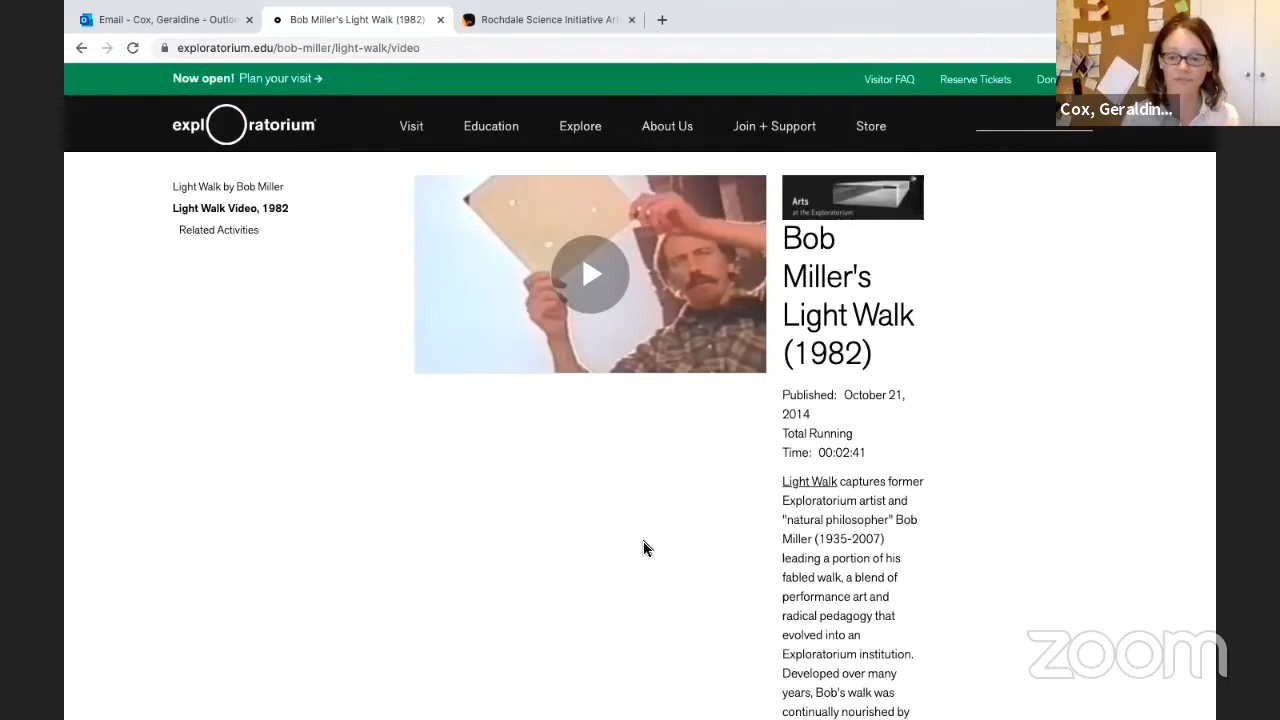 Email - Cox, Geraldine - Outloo
Bob Miller's Light Walk (1982)
Rochdale Science Initiative Art
exploratorium.edu/bob-miller/light-walk/video
Now open! Plan your visit →
Visitor FAQ
Reserve Tickets
Don
Cox, Geraldin...
exploratorium
Visit
Education
Explore
About Us
Join + Support
Store
Light Walk by Bob Miller
Light Walk Video, 1982
Related Activities
Arts
at the Exploratorium
Bob
Miller's
Light Walk
(1982)
Published: October 21,
2014
Total Running
Time: 00:02:41
Light Walk captures former
Exploratorium artist and
"natural philosopher" Bob
Miller (1935-2007)
leading a portion of his
fabled walk, a blend of
performance art and
radical pedagogy that
evolved into an
Exploratorium institution.
Developed over many
years, Bob's walk was
continually nourished by
zoom